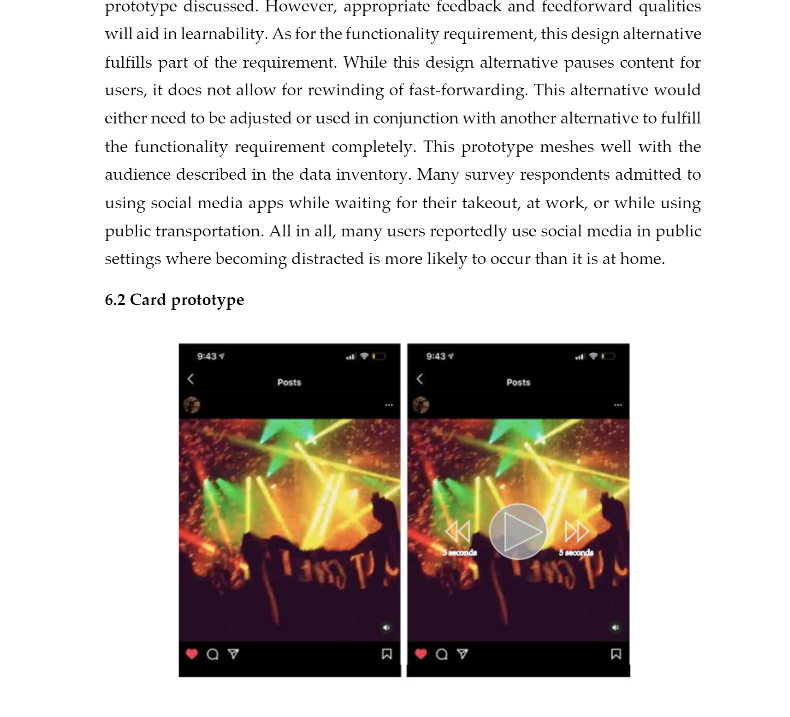 prototype discussed. However, appropriate feedback and feedforward qualities
will aid in learnability. As for the functionality requirement, this design alternative
fulfills part of the requirement. While this design alternative pauses content for
users, it does not allow for rewinding of fast-forwarding. This alternative would
either need to be adjusted or used in conjunction with another alternative to fulfill
the functionality requirement completely. This prototype meshes well with the
audience described in the data inventory. Many survey respondents admitted to
using social media apps while waiting for their takeout, at work, or while using
public transportation. All in all, many users reportedly use social media in public
settings where becoming distracted is more likely to occur than it is at home.
6.2 Card prototype
9:43
Posts
9:43
Posts
5 seconds
5 seconds